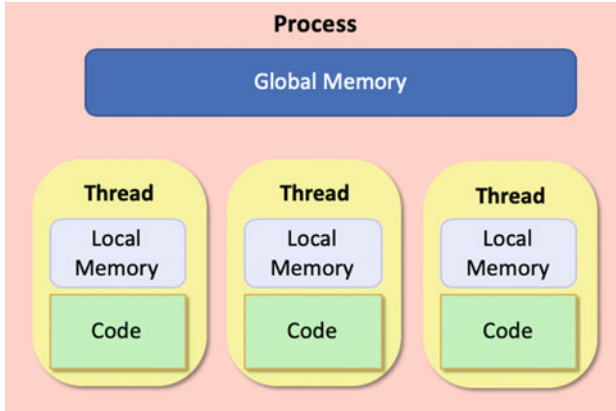 Process
Global Memory
Thread
Thread
Thread
Local
Memory
Local
Memory
Local
Memory
Code
Code
Code